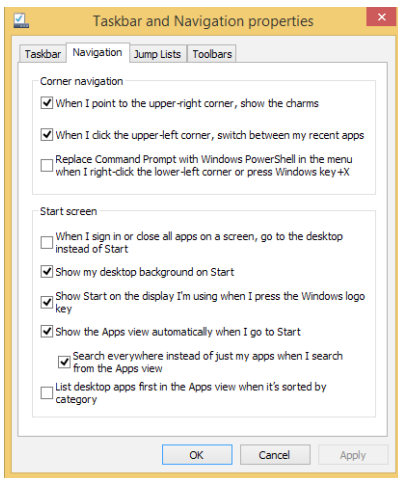 Taskbar and Navigation properties
Taskbar Navigation Jump Lists Toolbars
Corner navigation
When I point to the upper-right corner, show the charms
When I click the upper-left corner, switch between my recent apps
Replace Command Prompt with Windows PowerShell in the menu
when I right-click the lower-left corner or press Windows key+X
Start screen
When I sign in or close all apps on a screen, go to the desktop
instead of Start
Show my desktop background on Start
Show Start on the display I'm using when I press the Windows logo
key
Show the Apps view automatically when I go to Start
Search everywhere instead of just my apps when I search
from the Apps view
List desktop apps first in the Apps view when it's sorted by
category
OK Cancel Apply